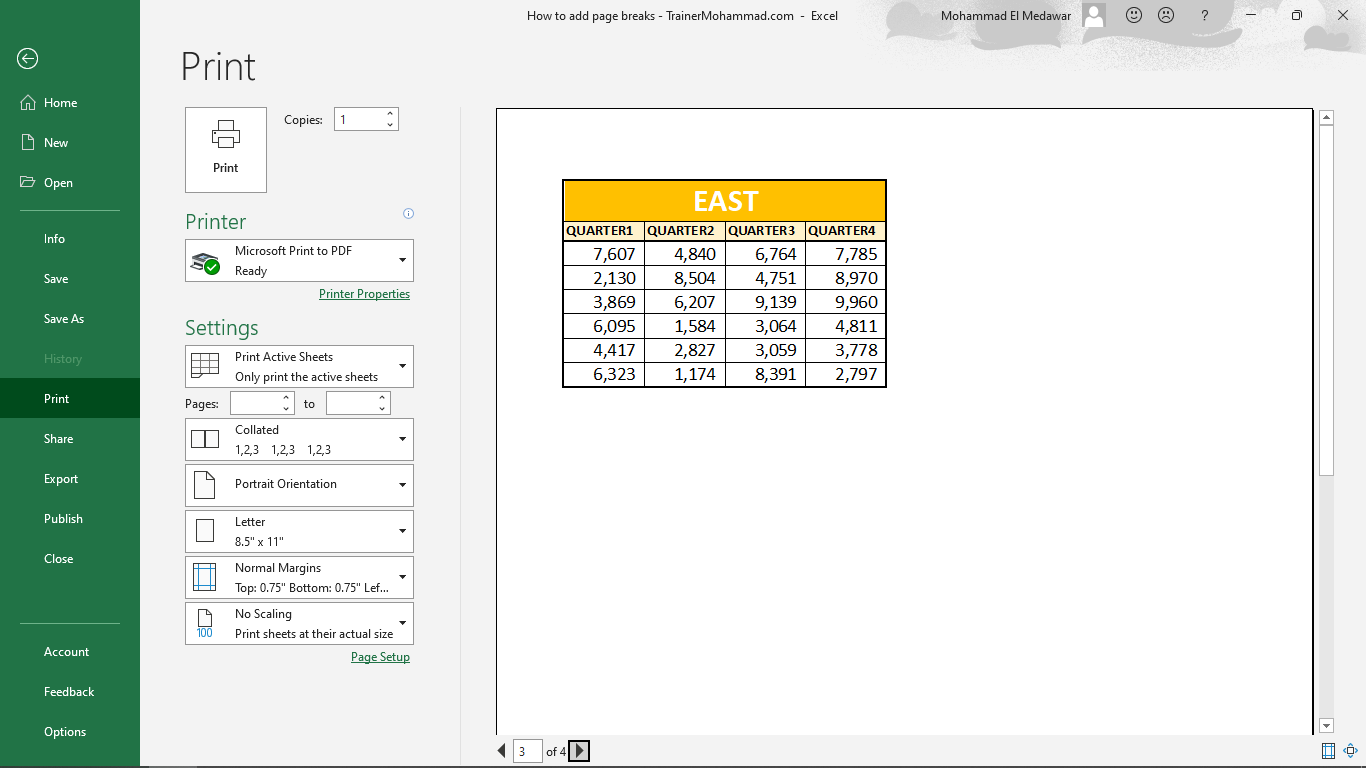 How to add page breaks - TrainerMohammad.com - Excel
Mohammad El Medawar
?
Print
Home
New
Open
Info
Save
Save As
History
Print
Share
Export
Publish
Close
Account
Feedback
Options
Print
Copies: 1
Printer
Microsoft Print to PDF
Ready
Printer Properties
Settings
Print Active Sheets
Only print the active sheets
Pages: to
Collated
1,2,3 1,2,3 1,2,3
Portrait Orientation
Letter
8.5" x 11"
Normal Margins
Top: 0.75" Bottom: 0.75" Lef...
100
No Scaling
Print sheets at their actual size
Page Setup
EAST
QUARTER1 QUARTER2 QUARTER3 QUARTER4
7,607 4,840 6,764 7,785
2,130 8,504 4,751 8,970
3,869 6,207 9,139 9,960
6,095 1,584 3,064 4,811
4,417 2,827 3,059 3,778
6,323 1,174 8,391 2,797
3 of 4